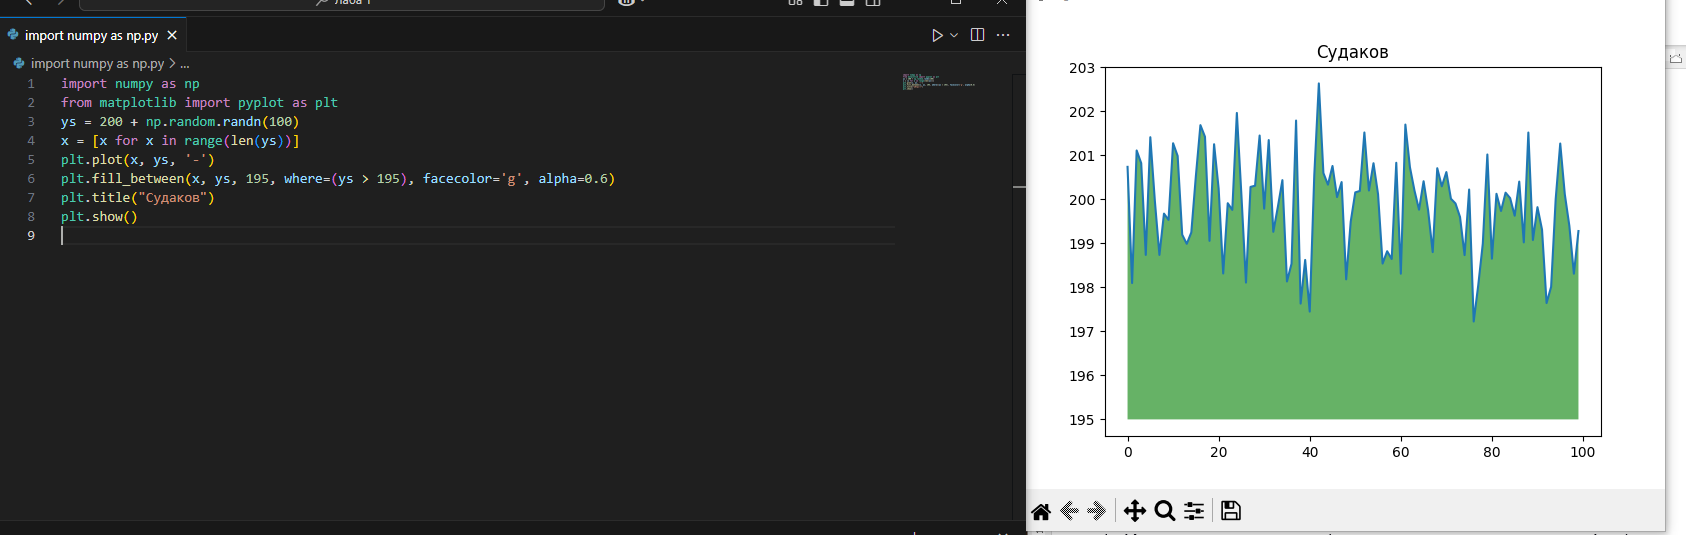 Лаба 1
import numpy as np.py
import numpy as np.py > ...
1 import numpy as np
2 from matplotlib import pyplot as plt
3 ys = 200 + np.random.randn(100)
4 x = [x for x in range(len(ys))]
5 plt.plot(x, ys, '-')
6 plt.fill_between(x, ys, 195, where=(ys > 195), facecolor='g', alpha=0.6)
7 plt.title("Судаков")
8 plt.show()
9
Судаков
203
202
201
200
199
198
197
196
195
0 20 40 60 80 100